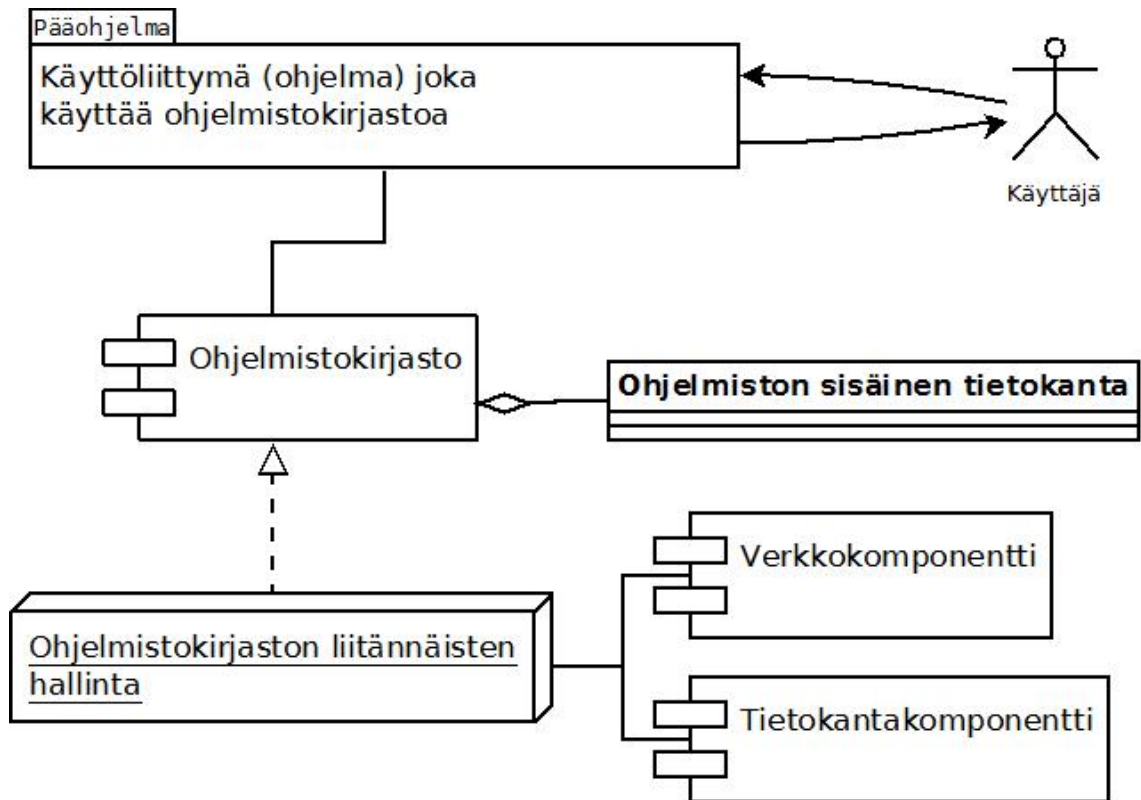 Pääohjelma
Käyttöliittymä (ohjelma) joka
käyttää ohjelmistokirjastoa
Käyttäjä
Ohjelmistokirjasto
Ohjelmiston sisäinen tietokanta
Verkkokomponentti
Ohjelmistokirjaston liitännäisten
hallinta
Tietokantakomponentti